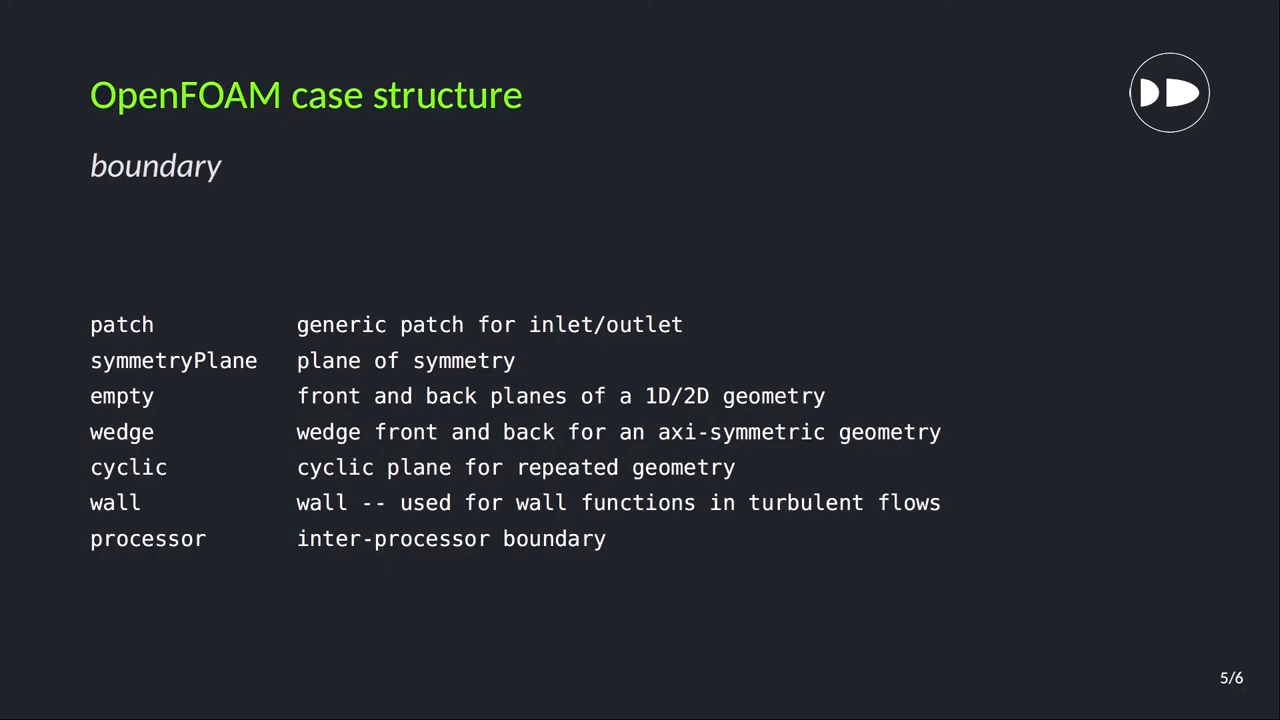 OpenFOAM case structure
boundary
patch generic patch for inlet/outlet
symmetryPlane plane of symmetry
empty front and back planes of a 1D/2D geometry
wedge wedge front and back for an axi-symmetric geometry
cyclic cyclic plane for repeated geometry
wall wall -- used for wall functions in turbulent flows
processor inter-processor boundary
5/6